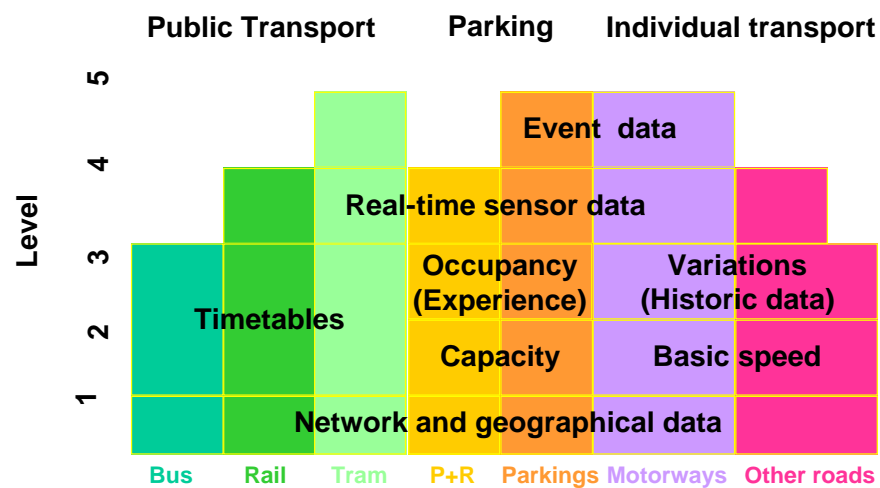 Public Transport Parking Individual transport
5
Event data
4
Real-time sensor data
Level
3
Occupancy Variations
(Experience) (Historic data)
Timetables
2
Capacity Basic speed
1
Network and geographical data
Bus Rail Tram P+R Parkings Motorways Other roads